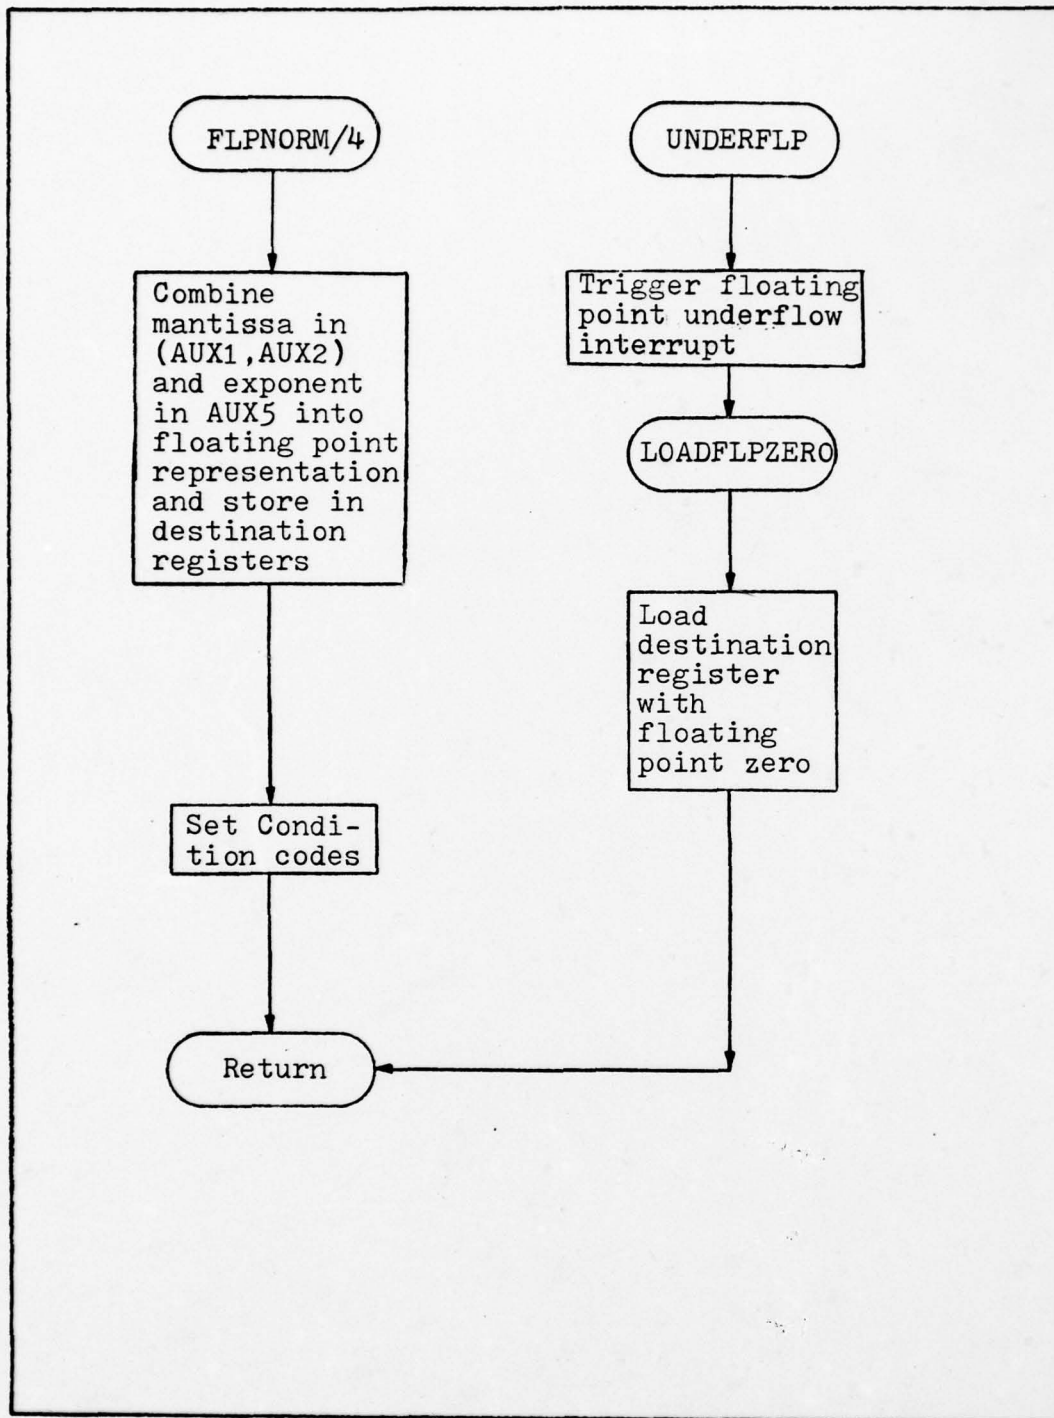 FLPNORM/4
Combine
mantissa in
(AUX1,AUX2)
and exponent
in AUX5 into
floating point
representation
and store in
destination
registers
Set Condi-
tion codes
Return
UNDERFLP
Trigger floating
point underflow
interrupt
LOADFLPZERO
Load
destination
register
with
floating
point zero